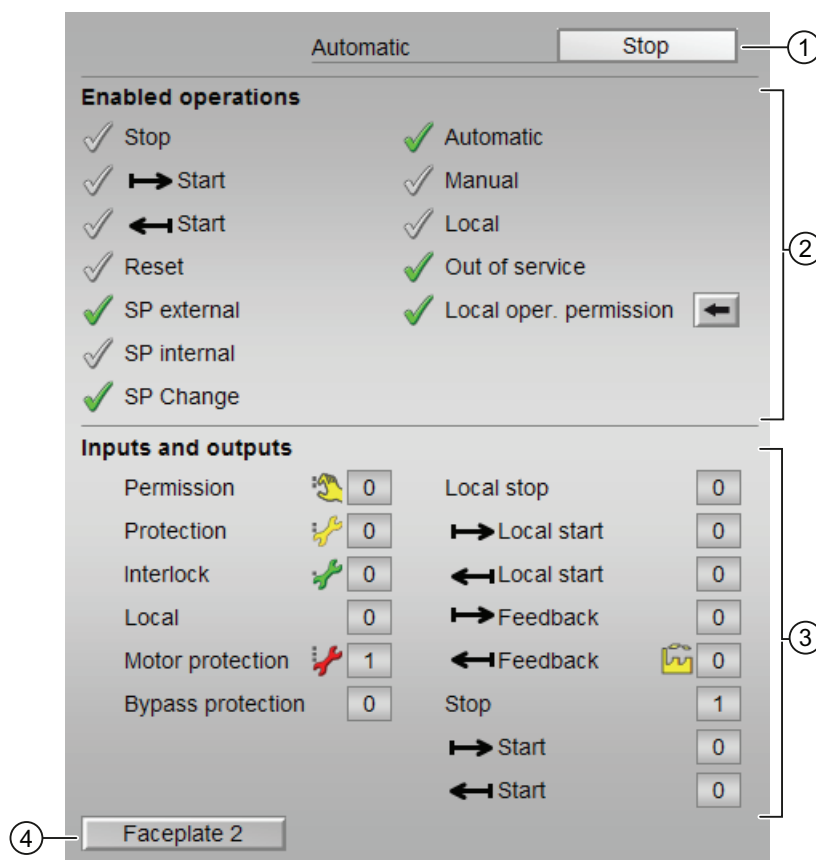 Automatic Stop 1
Enabled operations
Stop Automatic
Start Manual
Start Local
2
Reset Out of service
SP external Local oper. permission
SP internal
SP Change
Inputs and outputs
Permission 0 Local stop 0
Protection 0 Local start 0
Interlock 0 Local start 0
Local 0 Feedback 0
3
Motor protection 1 Feedback 0
Bypass protection 0 Stop 1
Start 0
Start 0
4 Faceplate 2